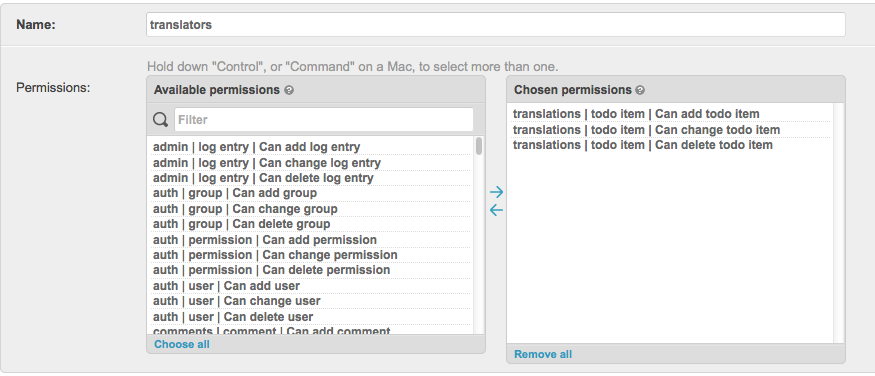 Name:
translators
Hold down "Control", or "Command" on a Mac, to select more than one.
Permissions:
Available permissions ?
Filter
admin | log entry | Can add log entry
admin | log entry | Can change log entry
admin | log entry | Can delete log entry
auth | group | Can add group
auth | group | Can change group
auth | group | Can delete group
auth | permission | Can add permission
auth | permission | Can change permission
auth | permission | Can delete permission
auth | user | Can add user
auth | user | Can change user
auth | user | Can delete user
comments | comment | Can add comment
Choose all
Chosen permissions ?
translations | todo item | Can add todo item
translations | todo item | Can change todo item
translations | todo item | Can delete todo item
Remove all